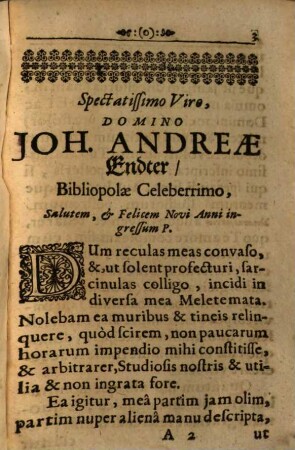 :(o):
3
Spectatissimo Viro,
DOMINO
JOH. ANDREÆ
Endter/
Bibliopolæ Celeberrimo,
Salutem, & Felicem Novi Anni in-
gressum P.
DUm reculas meas convaso,
&, ut solent profecturi, sar-
cinulas colligo, incidi in
diversa mea Meletemata.
Nolebam ea muribus & tineis relin-
quere, quòd scirem, non paucarum
horarum impendio mihi constitisse,
& arbitrarer, Studiosis nostris & uti-
lia & non ingrata fore.
Ea igitur, meâ partim jam olim,
partim nuper alienâ manu descripta,
A 2 ut